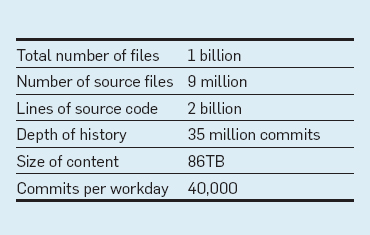 Total number of files 1 billion
Number of source files 9 million
Lines of source code 2 billion
Depth of history 35 million commits
Size of content 86TB
Commits per workday 40,000